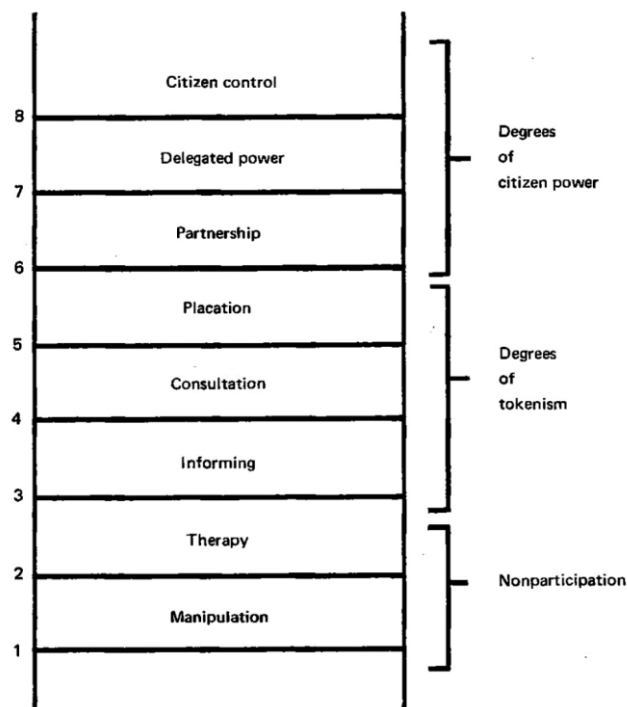 Citizen control
8
Delegated power
7
Partnership
6
Placation
5
Consultation
4
Informing
3
Therapy
2
Manipulation
1
Degrees
of
citizen power
Degrees
of
tokenism
Nonparticipation